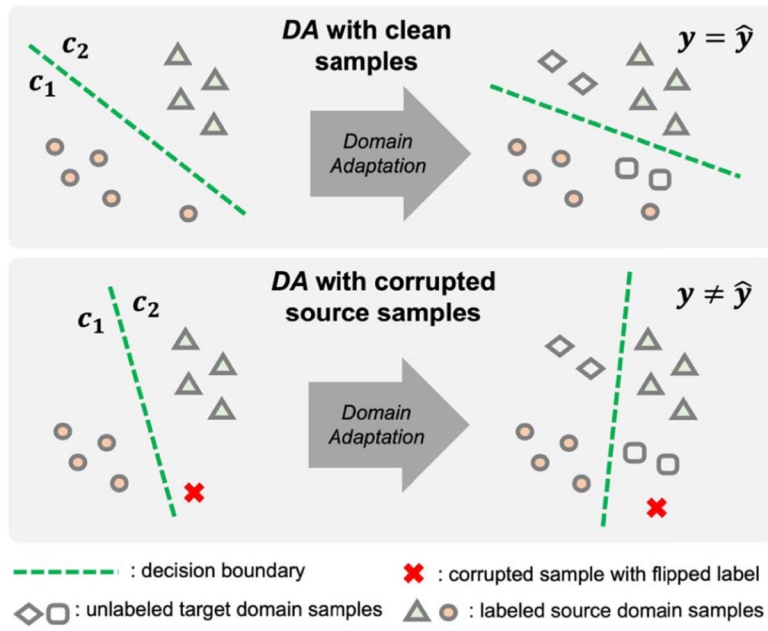 DA with clean
samples
c₂
c₁
Domain
Adaptation
y = ŷ
DA with corrupted
source samples
c₁
c₂
Domain
Adaptation
y ≠ ŷ
: decision boundary
: corrupted sample with flipped label
: unlabeled target domain samples
: labeled source domain samples